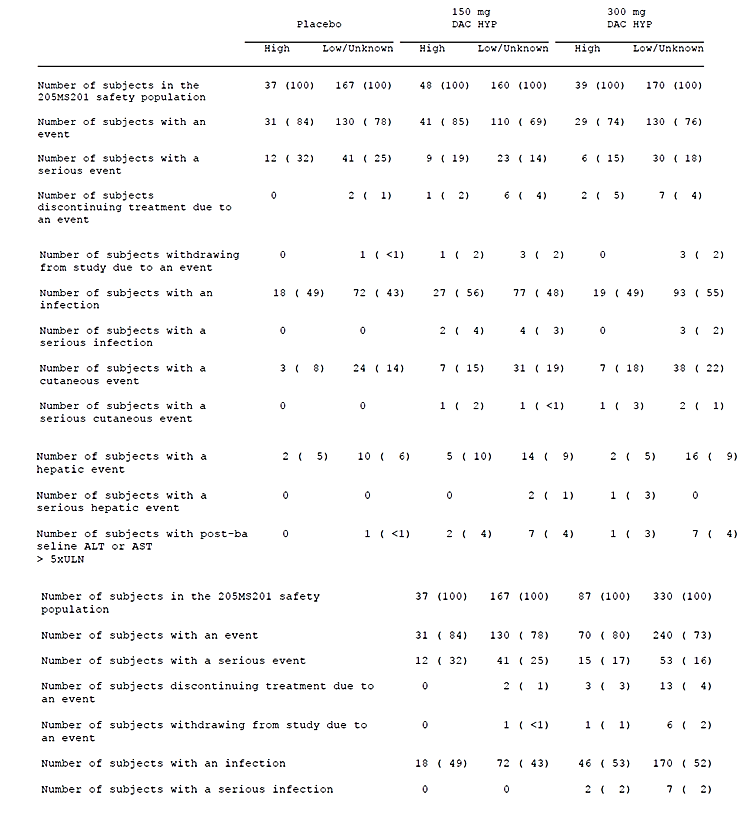 150 mg 300 mg
Placebo DAC HYP DAC HYP
High Low/Unknown High Low/Unknown High Low/Unknown
Number of subjects in the 37 (100) 167 (100) 48 (100) 160 (100) 39 (100) 170 (100)
205MS201 safety population
Number of subjects with an 31 ( 84) 130 ( 78) 41 ( 85) 110 ( 69) 29 ( 74) 130 ( 76)
event
Number of subjects with a 12 ( 32) 41 ( 25) 9 ( 19) 23 ( 14) 6 ( 15) 30 ( 18)
serious event
Number of subjects 0 2 ( 1) 1 ( 2) 6 ( 4) 2 ( 5) 7 ( 4)
discontinuing treatment due to
an event
Number of subjects withdrawing 0 1 ( <1) 1 ( 2) 3 ( 2) 0 3 ( 2)
from study due to an event
Number of subjects with an 18 ( 49) 72 ( 43) 27 ( 56) 77 ( 48) 19 ( 49) 93 ( 55)
infection
Number of subjects with a 0 0 2 ( 4) 4 ( 3) 0 3 ( 2)
serious infection
Number of subjects with a 3 ( 8) 24 ( 14) 7 ( 15) 31 ( 19) 7 ( 18) 38 ( 22)
cutaneous event
Number of subjects with a 0 0 1 ( 2) 1 ( <1) 1 ( 3) 2 ( 1)
serious cutaneous event
Number of subjects with a 2 ( 5) 10 ( 6) 5 ( 10) 14 ( 9) 2 ( 5) 16 ( 9)
hepatic event
Number of subjects with a 0 0 0 2 ( 1) 1 ( 3) 0
serious hepatic event
Number of subjects with post-ba 0 1 ( <1) 2 ( 4) 7 ( 4) 1 ( 3) 7 ( 4)
seline ALT or AST
> 5xULN
Number of subjects in the 205MS201 safety 37 (100) 167 (100) 87 (100) 330 (100)
population
Number of subjects with an event 31 ( 84) 130 ( 78) 70 ( 80) 240 ( 73)
Number of subjects with a serious event 12 ( 32) 41 ( 25) 15 ( 17) 53 ( 16)
Number of subjects discontinuing treatment due to 0 2 ( 1) 3 ( 3) 13 ( 4)
an event
Number of subjects withdrawing from study due to 0 1 ( <1) 1 ( 1) 6 ( 2)
an event
Number of subjects with an infection 18 ( 49) 72 ( 43) 46 ( 53) 170 ( 52)
Number of subjects with a serious infection 0 0 2 ( 2) 7 ( 2)